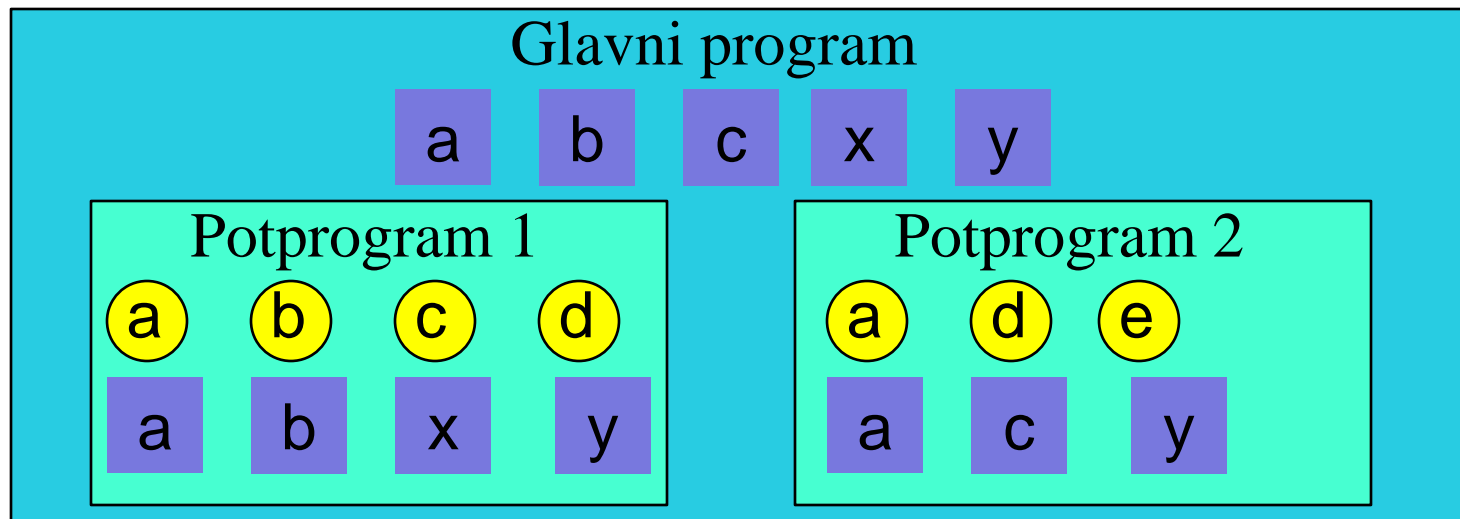 Glavni program
a b c x y
Potprogram 1
a b c d
a b x y
Potprogram 2
a d e
a c y